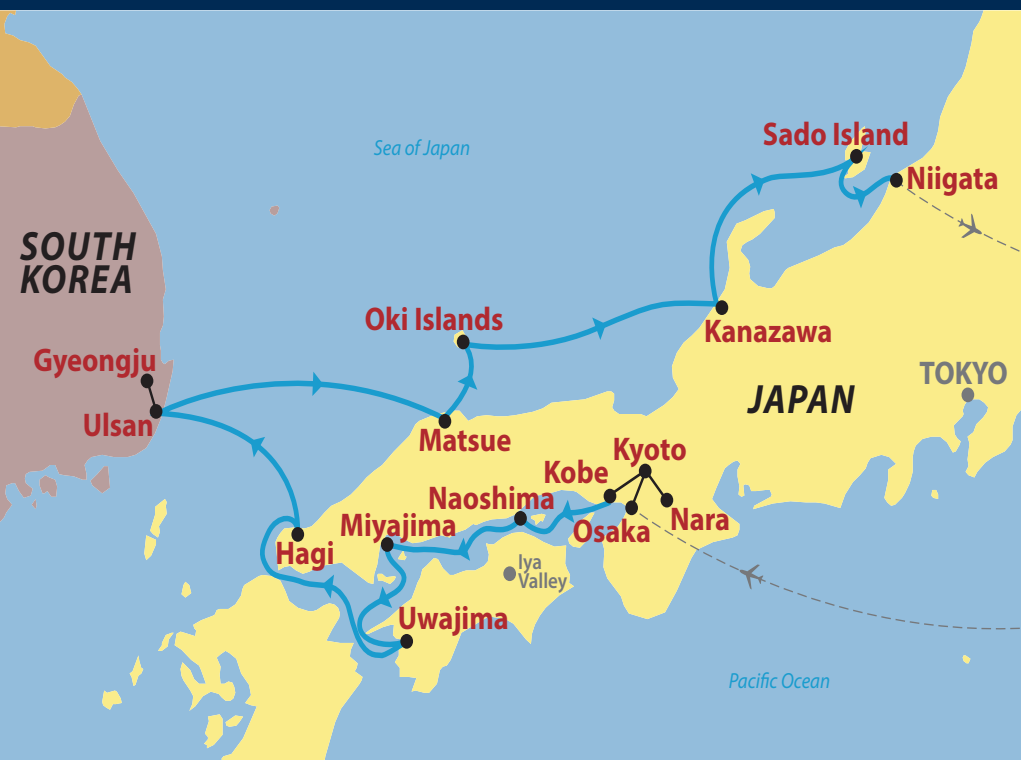 Sado Island
Sea of Japan
Niigata
SOUTH
KOREA
Oki Islands
Kanazawa
Gyeongju
TOKYO
JAPAN
Ulsan
Matsue
Kyoto
Kobe
Naoshima
Nara
Miyajima
Osaka
Hagi
Iya
Valley
Uwajima
Pacific Ocean